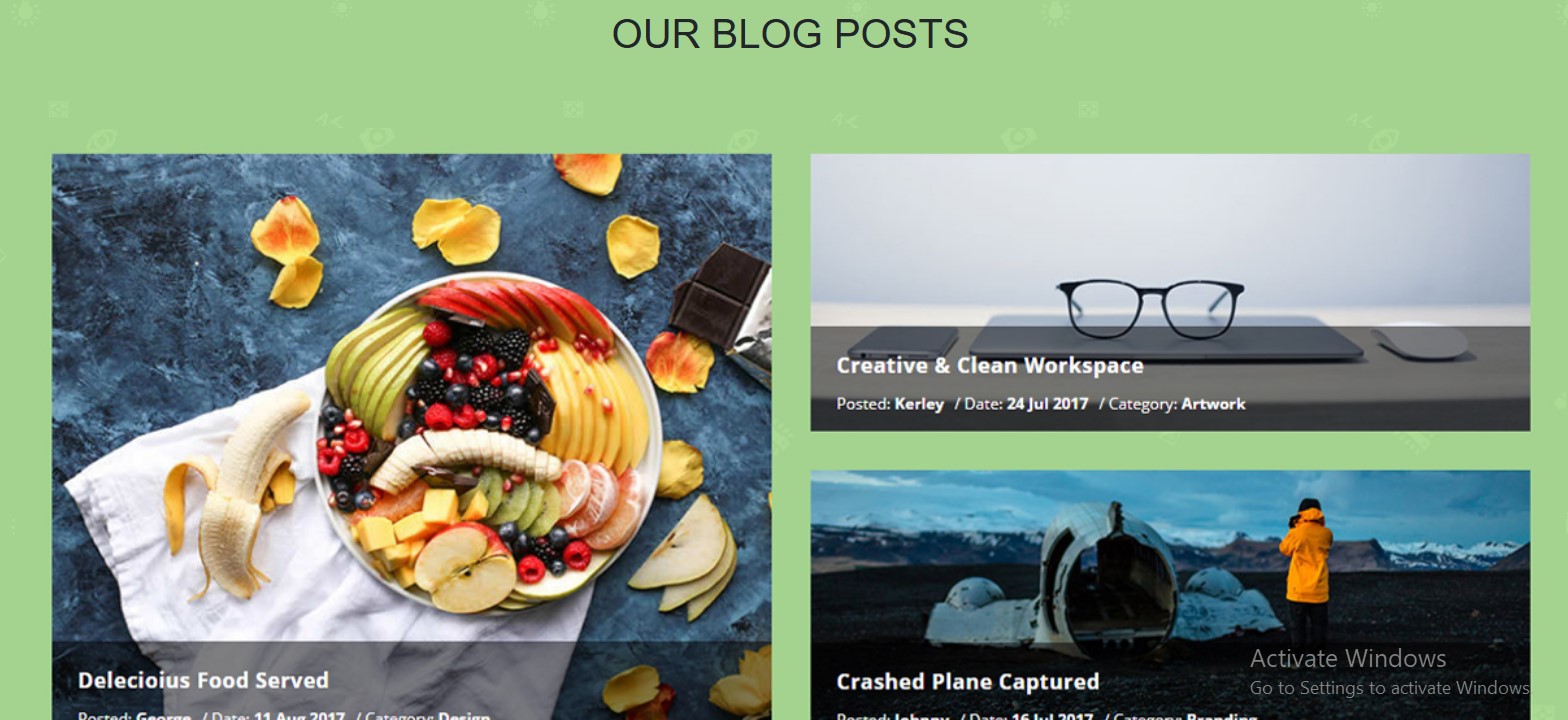 OUR BLOG POSTS
Delecioius Food Served
Posted: George / Date: 11 Aug 2017 / Category: Design
Creative & Clean Workspace
Posted: Kerley / Date: 24 Jul 2017 / Category: Artwork
Crashed Plane Captured
Posted: Johnny / Date: 16 Jul 2017 / Category: Branding
Activate Windows
Go to Settings to activate Windows